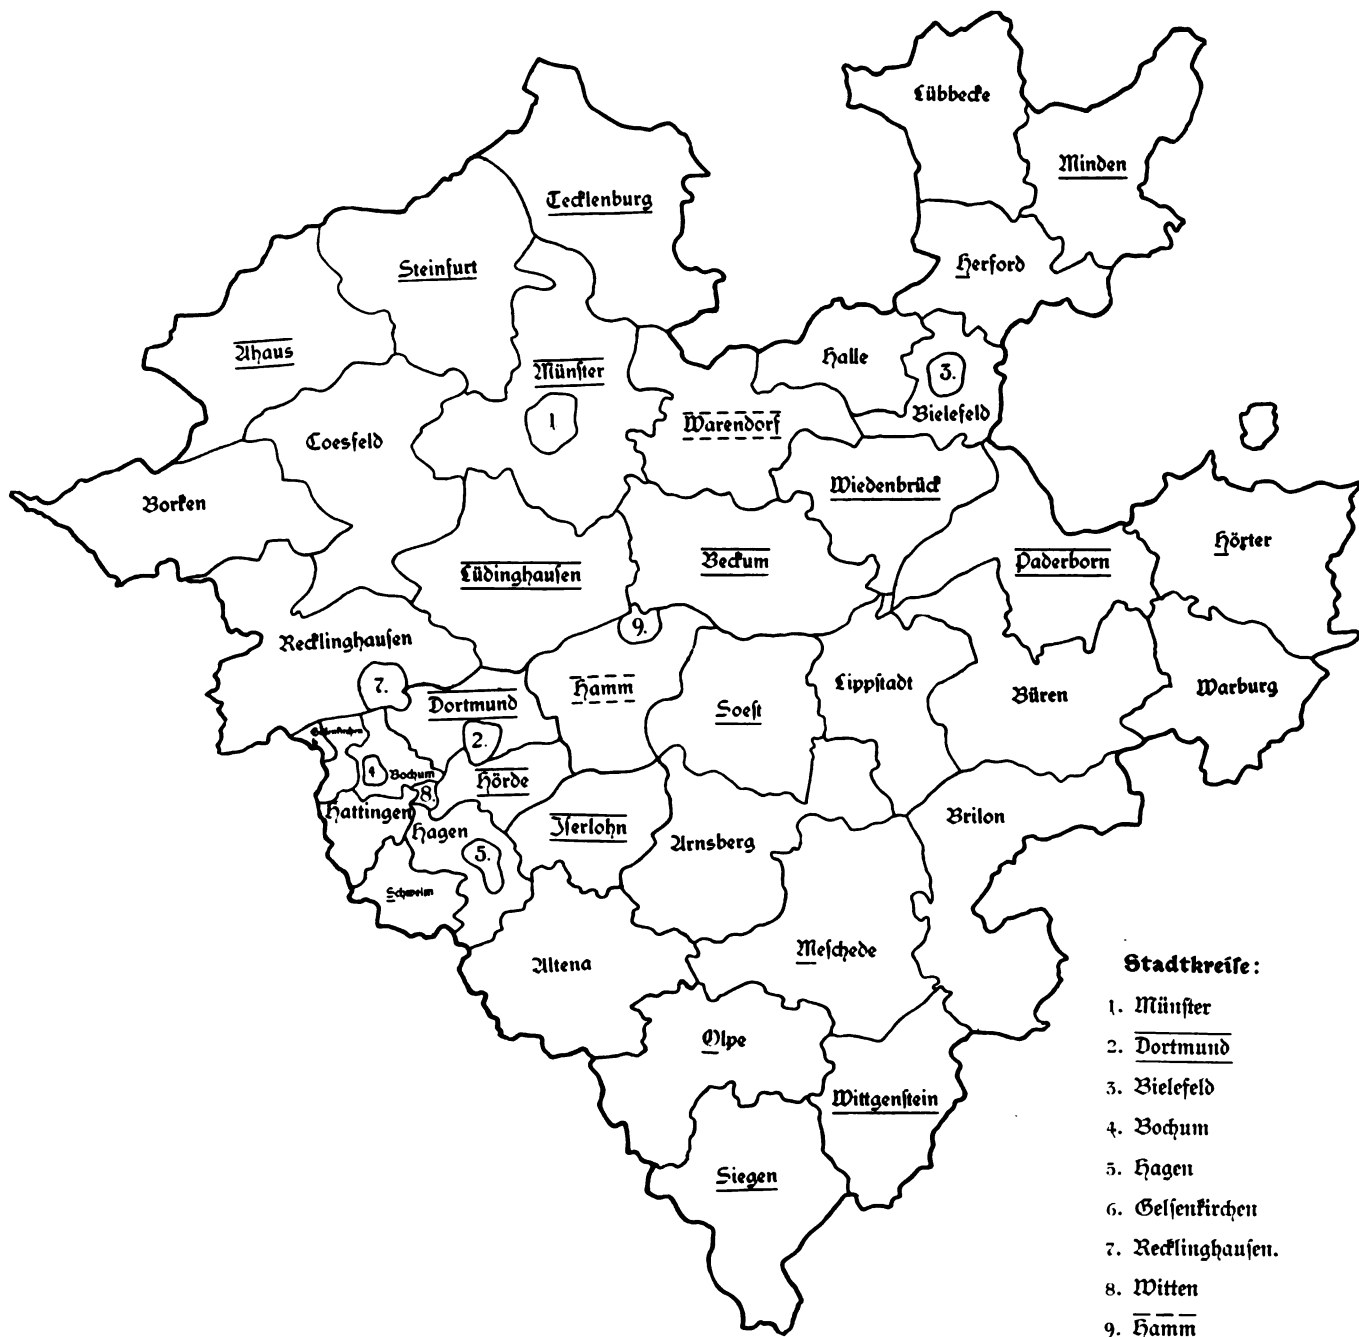 Lübbecke
Minden
Tecklenburg
Steinfurt
Herford
Ahaus
Münster
Halle
3.
Bielefeld
1
Warendorf
Coesfeld
Wiedenbrück
Borken
Höxter
Lüdinghausen
Beckum
Paderborn
Recklinghausen
9.
7.
Hamm
Lippstadt
Büren
Warburg
Dortmund
Soest
Gelsenkirchen
2.
4
Bochum
Hörde
8.
Hattingen
Hagen
Iſerlohn
Arnsberg
Brilon
5.
Schwelm
Altena
Meſchede
Olpe
Wittgenſtein
Siegen
Stadtkreiſe:
1. Münſter
2. Dortmund
3. Bielefeld
4. Bochum
5. Hagen
6. Gelſenkirchen
7. Recklinghauſen.
8. Witten
9. Hamm